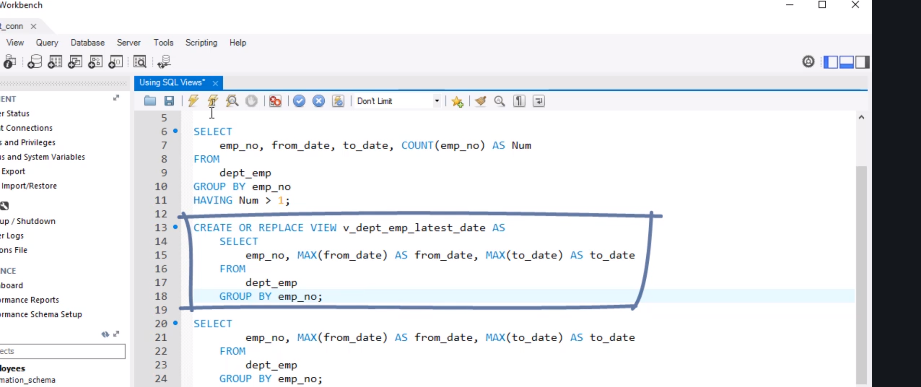 Workbench
t_conn ×
View Query Database Server Tools Scripting Help
Using SQL Views* ×
ENT
er Status
t Connections
s and Privileges
us and System Variables
Export
Import/Restore
up / Shutdown
er Logs
ons File
NCE
board
ormance Reports
ormance Schema Setup
ects
loyees
mation_schema
Don't Limit
5
6 SELECT
7 emp_no, from_date, to_date, COUNT(emp_no) AS Num
8 FROM
9 dept_emp
10 GROUP BY emp_no
11 HAVING Num > 1;
12
13 CREATE OR REPLACE VIEW v_dept_emp_latest_date AS
14 SELECT
15 emp_no, MAX(from_date) AS from_date, MAX(to_date) AS to_date
16 FROM
17 dept_emp
18 GROUP BY emp_no;
19
20 SELECT
21 emp_no, MAX(from_date) AS from_date, MAX(to_date) AS to_date
22 FROM
23 dept_emp
24 GROUP BY emp_no;